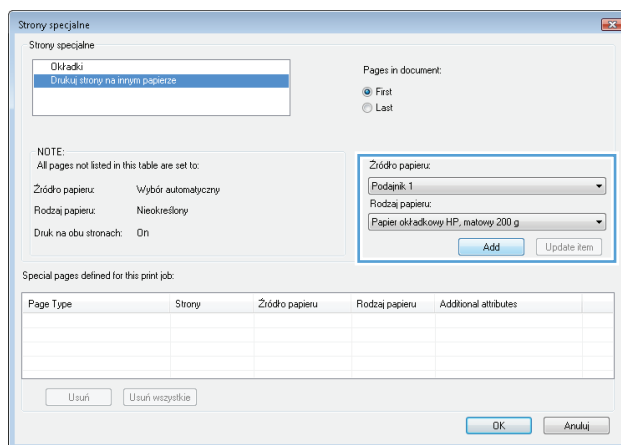 Strony specjalne
Strony specjalne
Okładki
Drukuj strony na innym papierze
Pages in document:
First
Last
NOTE:
All pages not listed in this table are set to:
Źródło papieru: Wybór automatyczny
Rodzaj papieru: Nieokreślony
Druk na obu stronach: On
Źródło papieru:
Podajnik 1
Rodzaj papieru:
Papier okładkowy HP, matowy 200 g
Add Update item
Special pages defined for this print job:
Page Type Strony Źródło papieru Rodzaj papieru Additional attributes
Usuń Usuń wszystkie
OK Anuluj